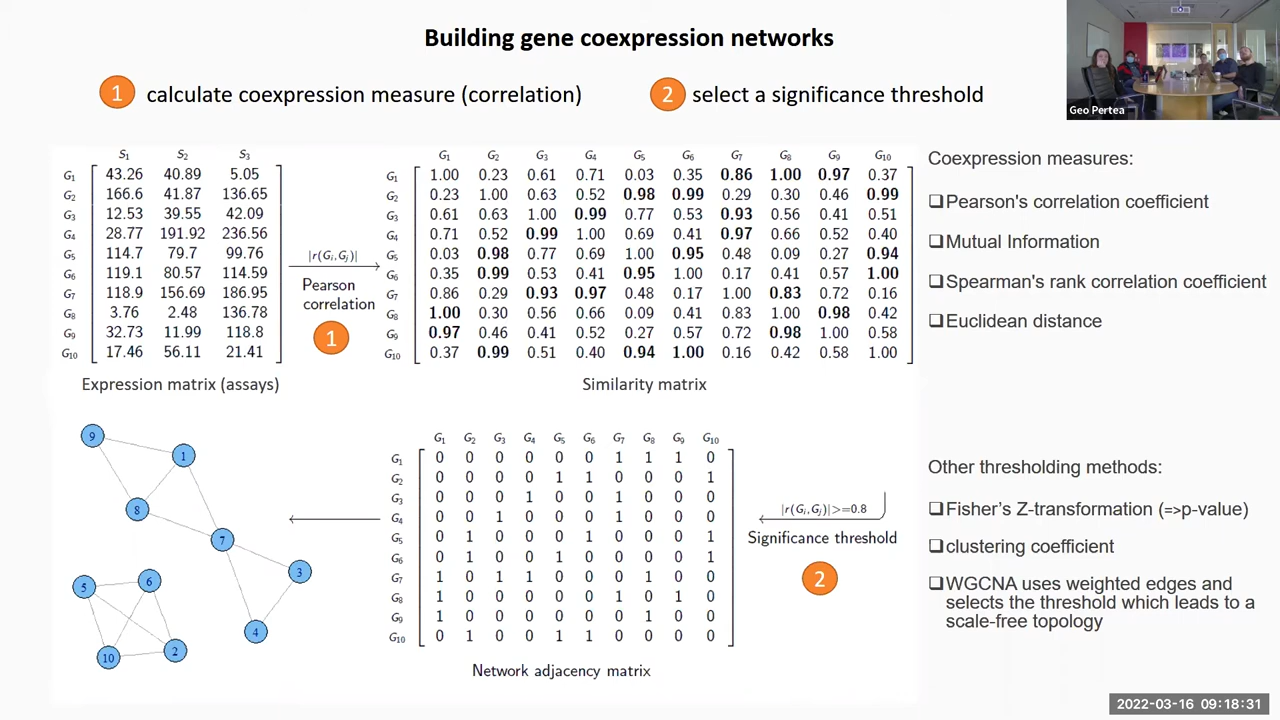 Building gene coexpression networks
1 calculate coexpression measure (correlation)
2 select a significance threshold
Geo Pertea
S1 S2 S3
G1 43.26 40.89 5.05
G2 166.6 41.87 136.65
G3 12.53 39.55 42.09
G4 28.77 191.92 236.56
G5 114.7 79.7 99.76
G6 119.1 80.57 114.59
G7 118.9 156.69 186.95
G8 3.76 2.48 136.78
G9 32.73 11.99 118.8
G10 17.46 56.11 21.41
Expression matrix (assays)
|r(Gi,Gj)|
Pearson
correlation
1
G1 G2 G3 G4 G5 G6 G7 G8 G9 G10
G1 1.00 0.23 0.61 0.71 0.03 0.35 0.86 1.00 0.97 0.37
G2 0.23 1.00 0.63 0.52 0.98 0.99 0.29 0.30 0.46 0.99
G3 0.61 0.63 1.00 0.99 0.77 0.53 0.93 0.56 0.41 0.51
G4 0.71 0.52 0.99 1.00 0.69 0.41 0.97 0.66 0.52 0.40
G5 0.03 0.98 0.77 0.69 1.00 0.95 0.48 0.09 0.27 0.94
G6 0.35 0.99 0.53 0.41 0.95 1.00 0.17 0.41 0.57 1.00
G7 0.86 0.29 0.93 0.97 0.48 0.17 1.00 0.83 0.72 0.16
G8 1.00 0.30 0.56 0.66 0.09 0.41 0.83 1.00 0.98 0.42
G9 0.97 0.46 0.41 0.52 0.27 0.57 0.72 0.98 1.00 0.58
G10 0.37 0.99 0.51 0.40 0.94 1.00 0.16 0.42 0.58 1.00
Similarity matrix
Coexpression measures:
❑Pearson's correlation coefficient
❑Mutual Information
❑Spearman's rank correlation coefficient
❑Euclidean distance
9
1
8
7
3
4
5
6
2
10
G1 G2 G3 G4 G5 G6 G7 G8 G9 G10
G1 0 0 0 0 0 0 1 1 1 0
G2 0 0 0 0 1 1 0 0 0 1
G3 0 0 0 1 0 0 1 0 0 0
G4 0 0 1 0 0 0 1 0 0 0
G5 0 1 0 0 0 1 0 0 0 1
G6 0 1 0 0 1 0 0 0 0 1
G7 1 0 1 1 0 0 0 1 0 0
G8 1 0 0 0 0 0 1 0 1 0
G9 1 0 0 0 0 0 0 1 0 0
G10 0 1 0 0 1 1 0 0 0 0
Network adjacency matrix
|r(Gi,Gj)|>=0.8
Significance threshold
2
Other thresholding methods:
❑Fisher’s Z-transformation (=>p-value)
❑clustering coefficient
❑WGCNA uses weighted edges and
selects the threshold which leads to a
scale-free topology
2022-03-16 09:18:31